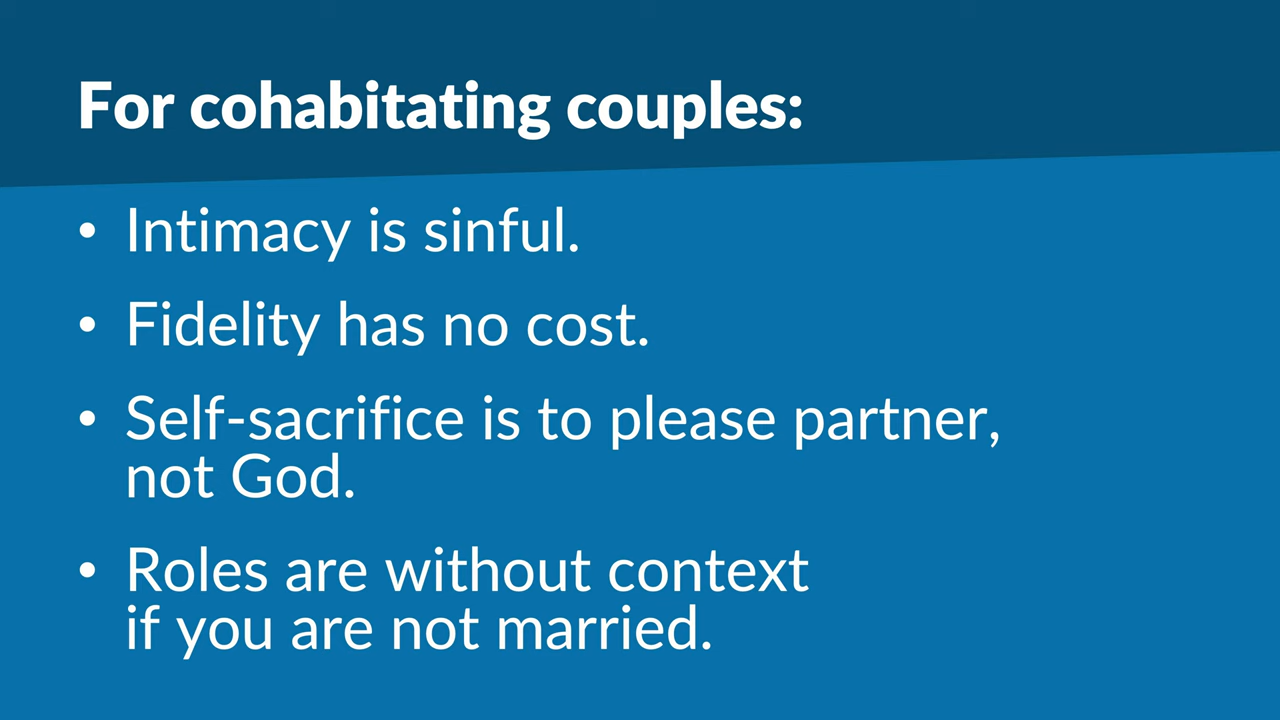 For cohabitating couples:
• Intimacy is sinful.
• Fidelity has no cost.
• Self-sacrifice is to please partner,
not God.
• Roles are without context
if you are not married.